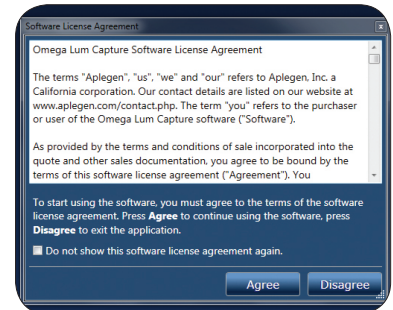 Software License Agreement
Omega Lum Capture Software License Agreement
The terms "Aplegen", "us", "we" and "our" refers to Aplegen, Inc. a
California corporation. Our contact details are listed on our website at
www.aplegen.com/contact.php. The term "you" refers to the purchaser
or user of the Omega Lum Capture software ("Software").
As provided by the terms and conditions of sale incorporated into the
quote and other sales documentation, you agree to be bound by the
terms of this software license agreement ("Agreement"). You
To start using the software, you must agree to the terms of the software
license agreement. Press Agree to continue using the software, press
Disagree to exit the application.
Do not show this software license agreement again.
Agree
Disagree